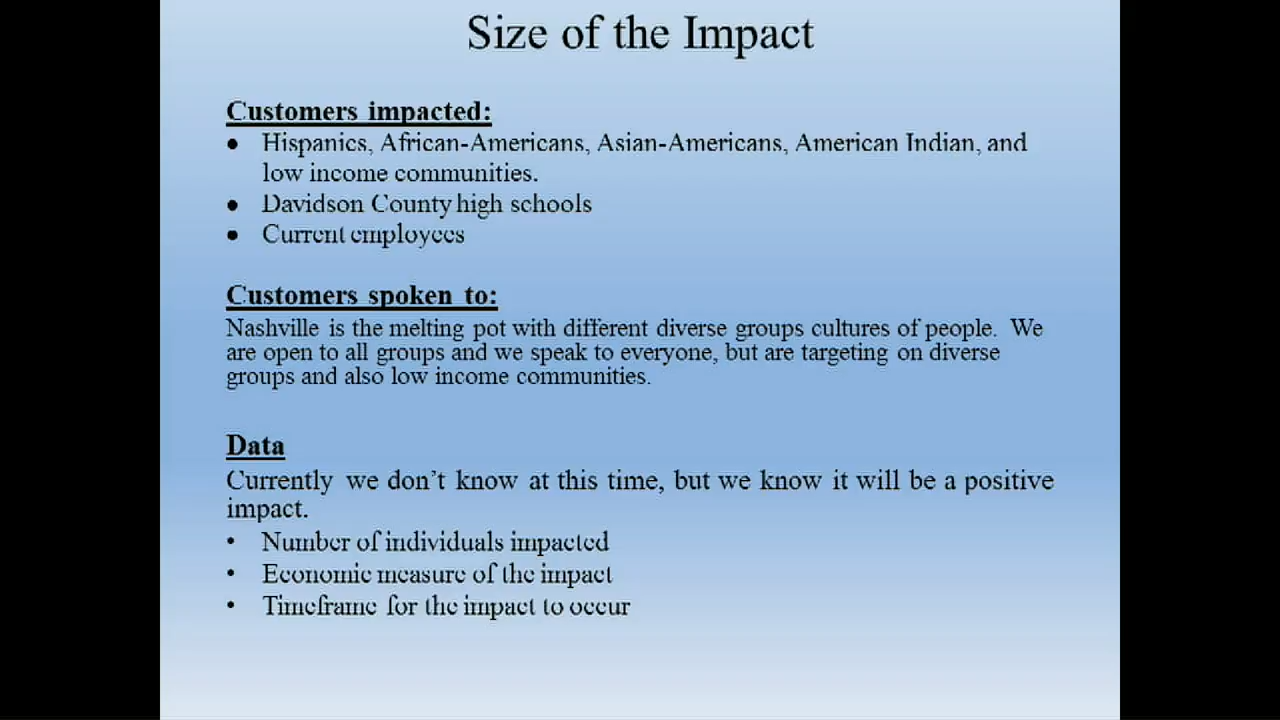 Size of the Impact
Customers impacted:
● Hispanics, African-Americans, Asian-Americans, American Indian, and
low income communities.
● Davidson County high schools
● Current employees
Customers spoken to:
Nashville is the melting pot with different diverse groups cultures of people. We
are open to all groups and we speak to everyone, but are targeting on diverse
groups and also low income communities.
Data
Currently we don’t know at this time, but we know it will be a positive
impact.
• Number of individuals impacted
• Economic measure of the impact
• Timeframe for the impact to occur